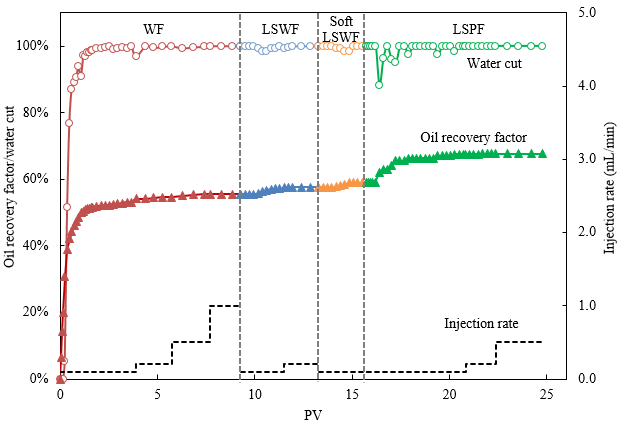 WF
LSWF
Soft
LSWF
LSPF
100%
80%
60%
40%
20%
0%
Oil recovery factor/water cut
5.0
4.0
3.0
2.0
1.0
0.0
Injection rate (mL/min)
Water cut
Oil recovery factor
Injection rate
0
5
10
15
20
25
PV